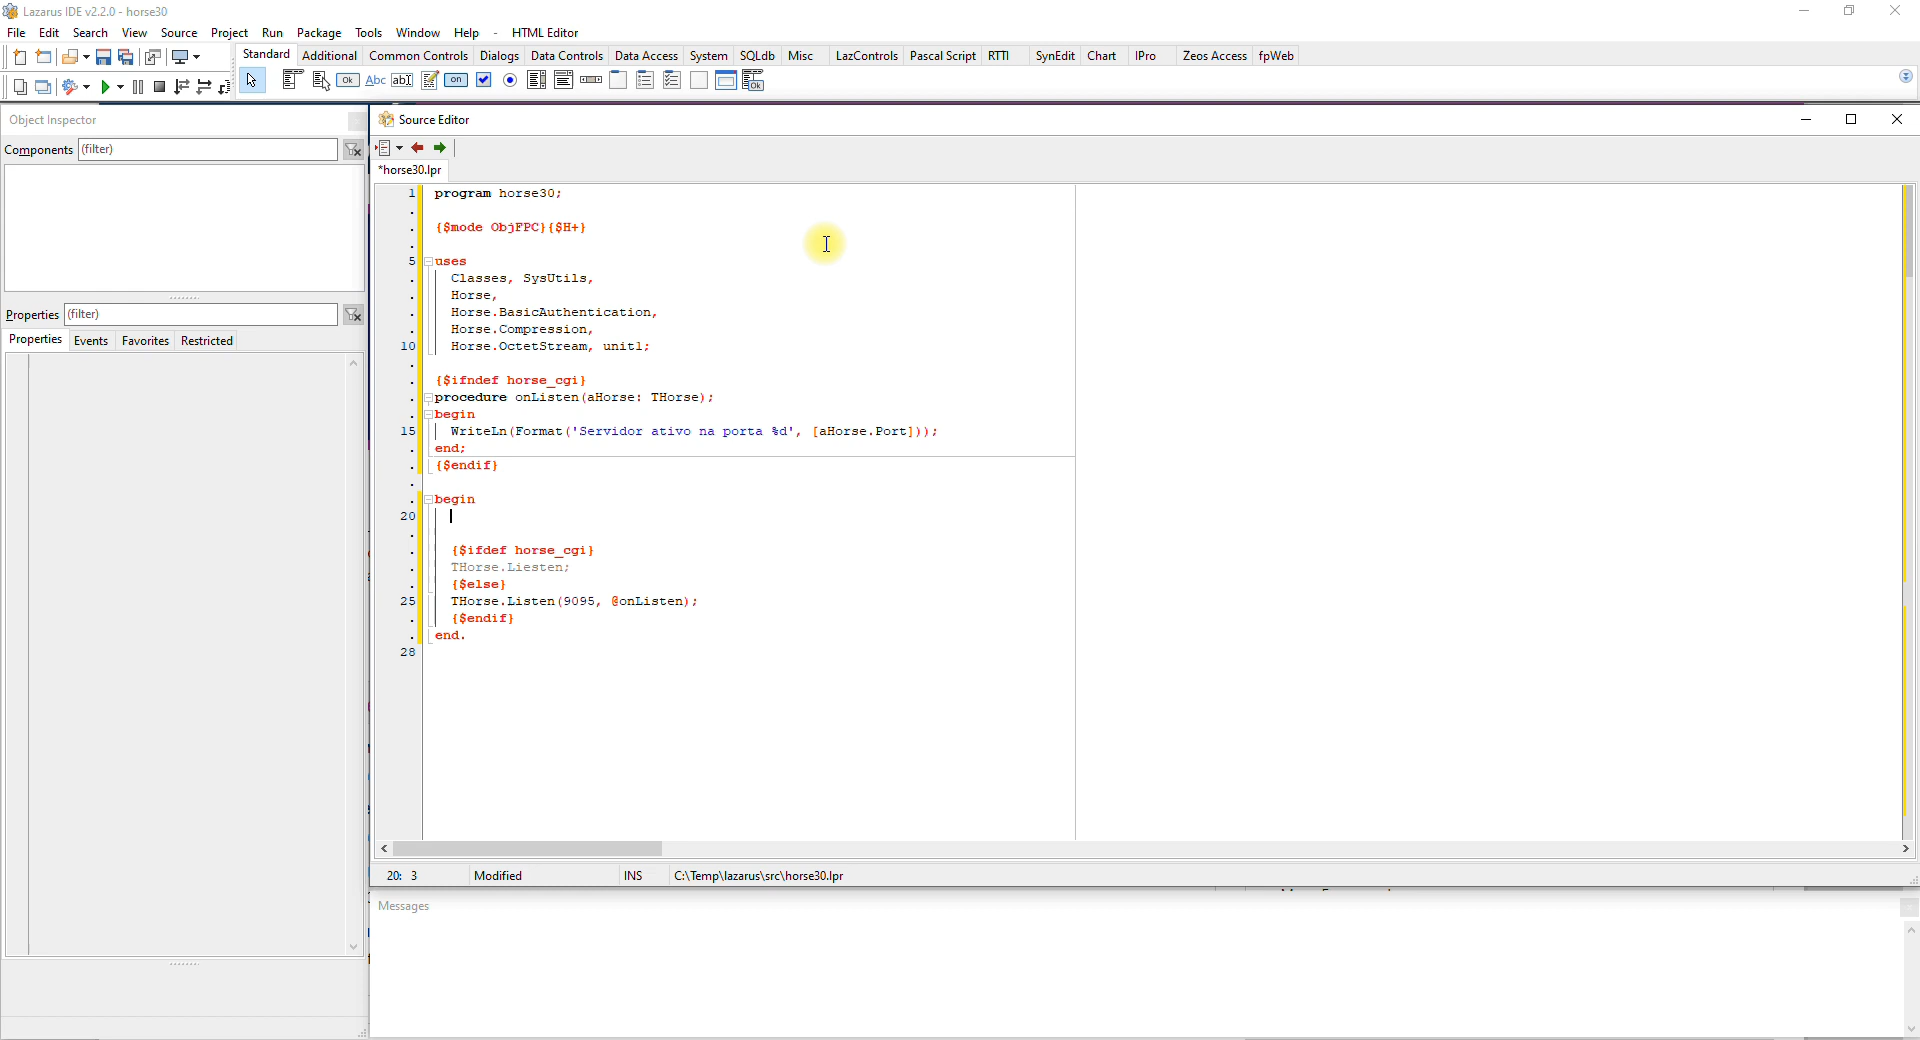 Lazarus IDE v2.2.0 - horse30
File Edit Search View Source Project Run Package Tools Window Help - HTML Editor
Standard Additional Common Controls Dialogs Data Controls Data Access System SQLdb Misc LazControls Pascal Script RTTI SynEdit Chart IPro Zeos Access fpWeb
Ok Abc ab on Ok
Object Inspector
Components (filter)
Properties (filter)
Properties Events Favorites Restricted
Source Editor
*horse30.lpr
1 program horse30;
.
. {$mode ObjFPC}{$H+}
.
5 uses
. Classes, SysUtils,
. Horse,
. Horse.BasicAuthentication,
. Horse.Compression,
10 Horse.OctetStream, unit1;
.
. {$ifndef horse_cgi}
. procedure onListen(aHorse: THorse);
. begin
15 WriteLn(Format('Servidor ativo na porta %d', [aHorse.Port]));
. end;
. {$endif}
.
. begin
20
.
. {$ifdef horse_cgi}
. THorse.Liesten;
. {$else}
25 THorse.Listen(9095, @onListen);
. {$endif}
. end.
28
20: 3 Modified INS C:\Temp\lazarus\src\horse30.lpr
Messages